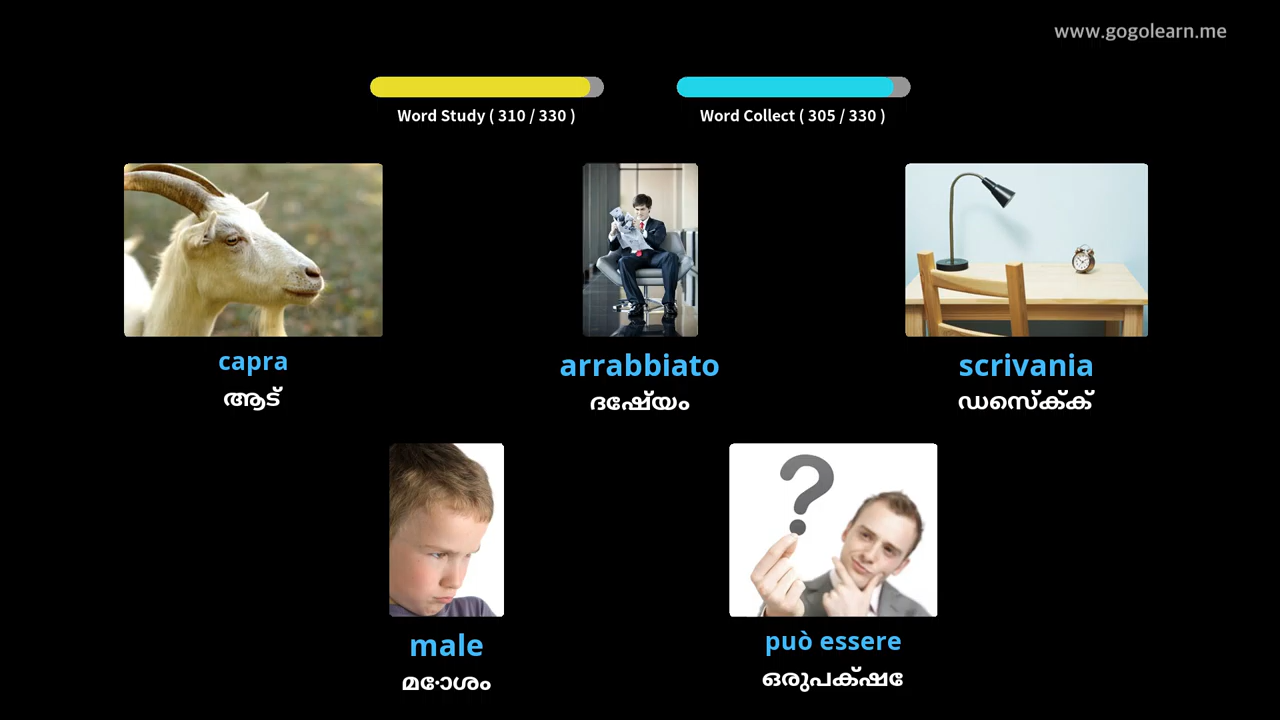 www.gogolearn.me
Word Study ( 310 / 330 )
Word Collect ( 305 / 330 )
capra
ആട്
arrabbiato
ദേഷ്യം
scrivania
ഡെസ്ക്ക്
male
മോശം
può essere
ഒരുപക്ഷേ